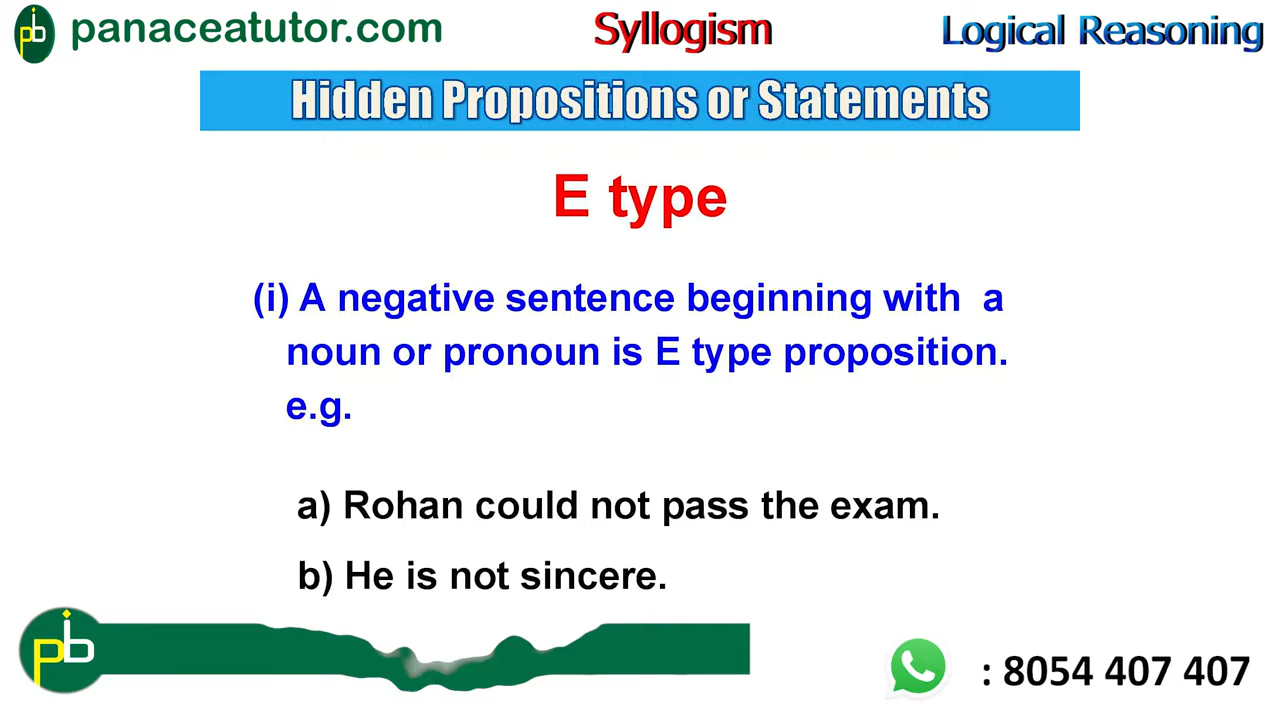 panaceatutor.com
Syllogism
Logical Reasoning
Hidden Propositions or Statements
E type
(i) A negative sentence beginning with a
noun or pronoun is E type proposition.
e.g.
a) Rohan could not pass the exam.
b) He is not sincere.
: 8054 407 407